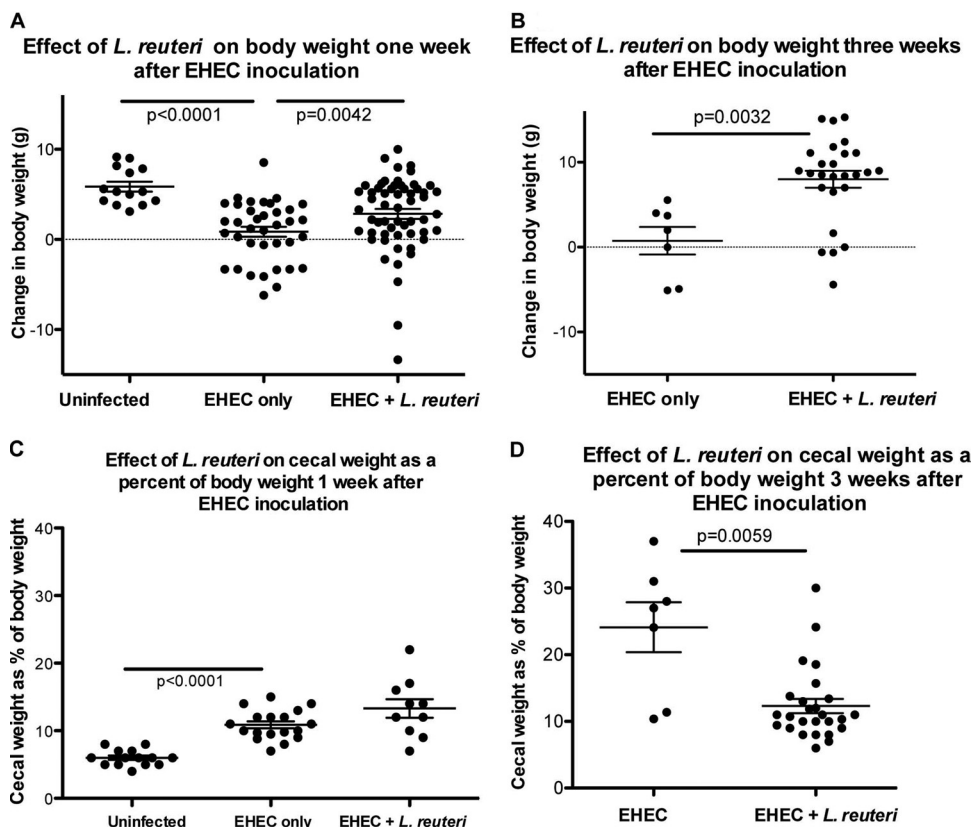 A
Effect of L. reuteri on body weight one week
after EHEC inoculation
p<0.0001
p=0.0042
Change in body weight (g)
10
0
-10
Uninfected
EHEC only
EHEC + L. reuteri
B
Effect of L. reuteri on body weight three weeks
after EHEC inoculation
p=0.0032
Change in body weight (g)
10
0
-10
EHEC only
EHEC + L. reuteri
C
Effect of L. reuteri on cecal weight as a
percent of body weight 1 week after
EHEC inoculation
Cecal weight as % of body weight
40
30
20
10
0
p<0.0001
Uninfected
EHEC only
EHEC + L. reuteri
D
Effect of L. reuteri on cecal weight as a
percent of body weight 3 weeks after
EHEC inoculation
Cecal weight as % of body weight
40
30
20
10
0
p=0.0059
EHEC
EHEC + L. reuteri